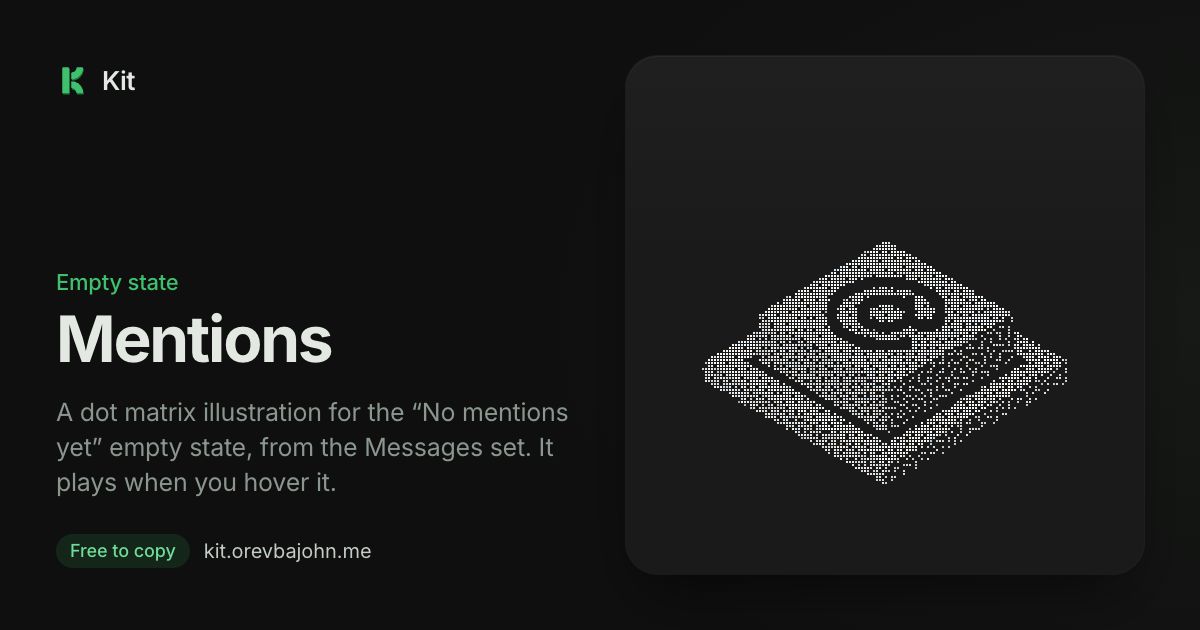 Kit
Empty state
Mentions
A dot matrix illustration for the “No mentions
yet” empty state, from the Messages set. It
plays when you hover it.
Free to copy
kit.orevbajohn.me
@